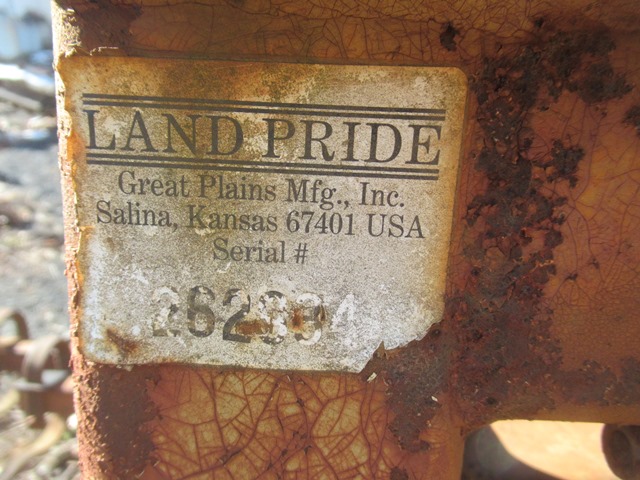 LAND PRIDE
Great Plains Mfg., Inc.
Salina, Kansas 67401 USA
Serial #